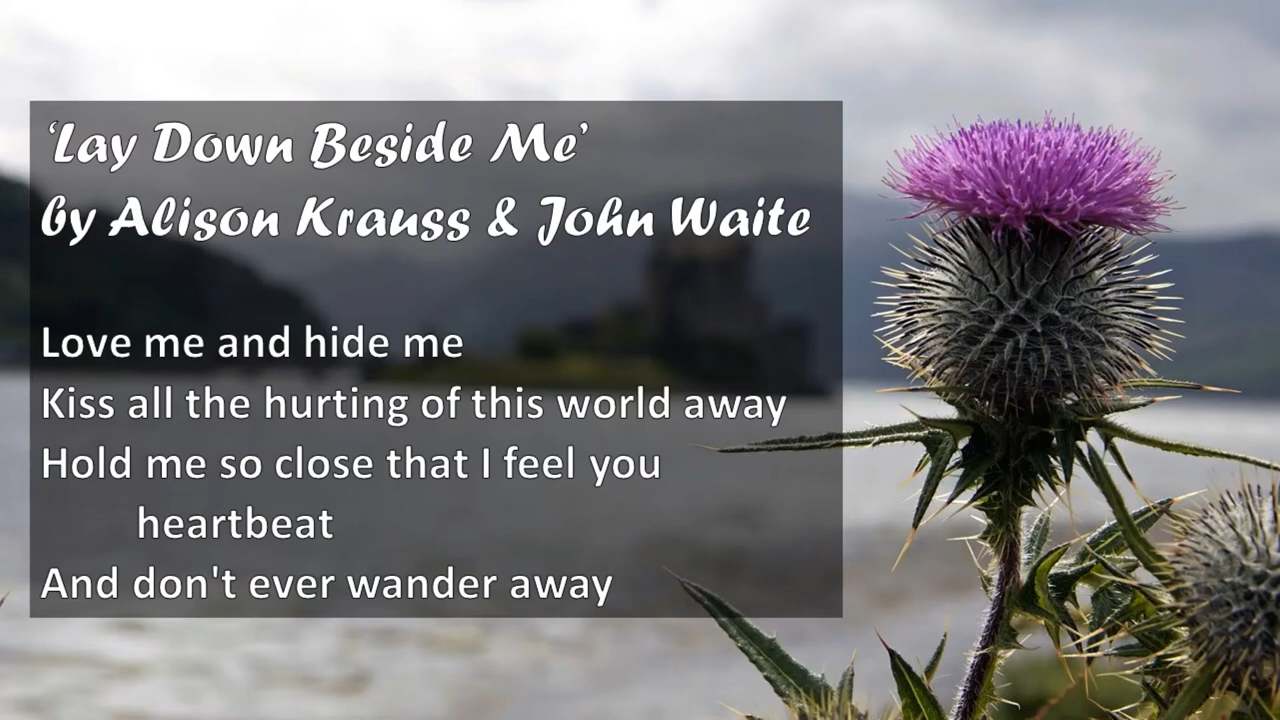 ‘Lay Down Beside Me’
by Alison Krauss & John Waite
Love me and hide me
Kiss all the hurting of this world away
Hold me so close that I feel you
heartbeat
And don't ever wander away